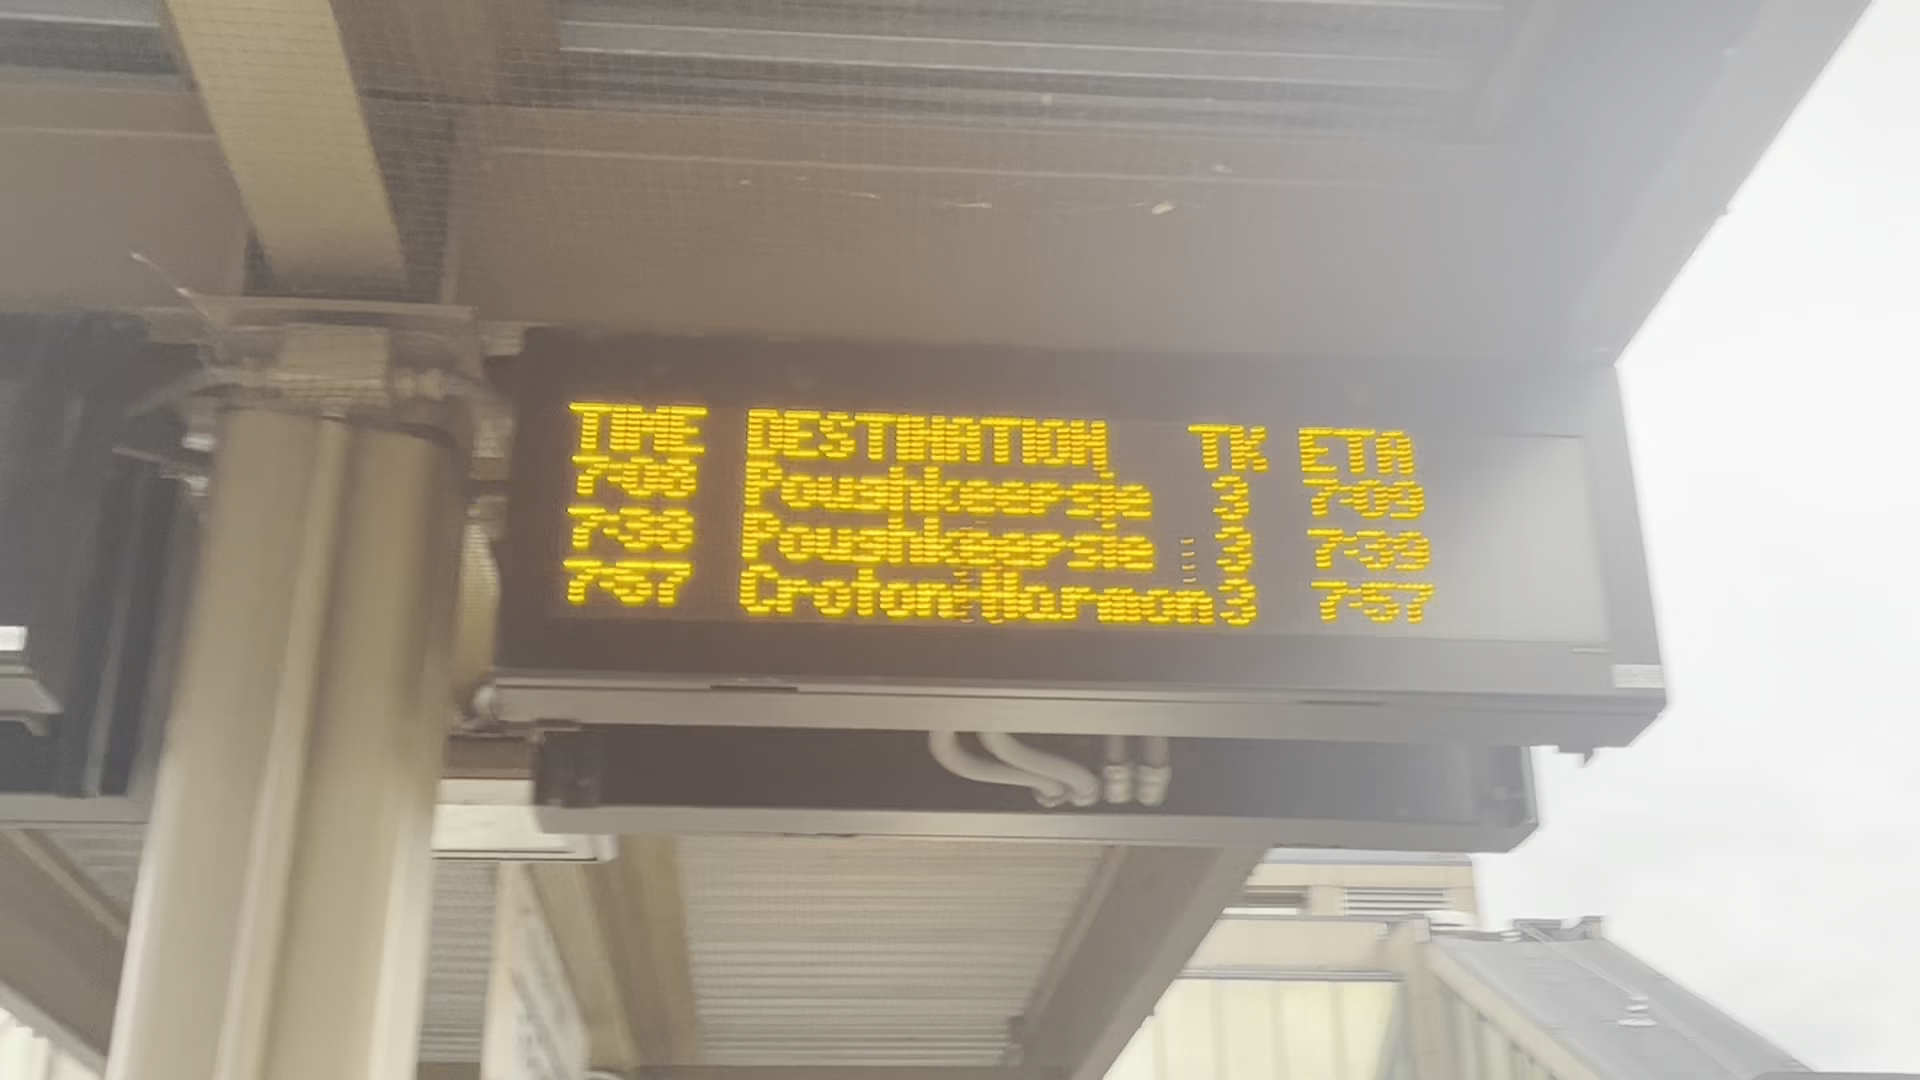 TIME DESTINATION TK ETA
7:08 Poughkeepsie 3 7:09
7:38 Poughkeepsie 3 7:39
7:57 Croton-Harmon 3 7:57